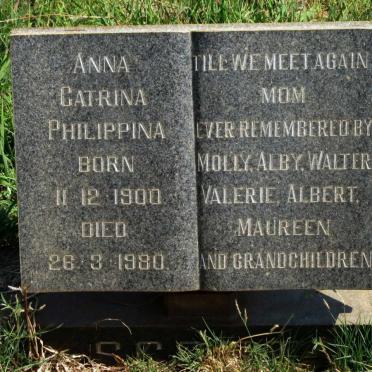 ANNA
CATRINA
PHILIPPINA
BORN
11·12·1900
DIED
26·3·1980
TILL WE MEET AGAIN
MOM
EVER REMEMBERED BY
MOLLY, ALBY, WALTER
VALERIE, ALBERT,
MAUREEN
AND GRANDCHILDREN